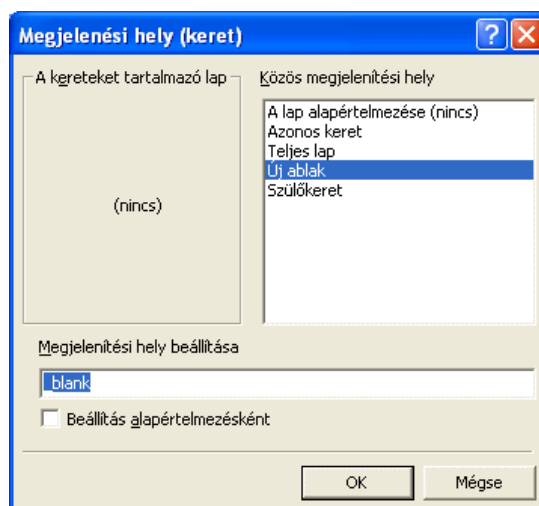 Megjelenési hely (keret)
A kereteket tartalmazó lap
(nincs)
Közös megjelenítési hely
A lap alapértelmezése (nincs)
Azonos keret
Teljes lap
Új ablak
Szülőkeret
Megjelenítési hely beállítása
_blank
Beállítás alapértelmezésként
OK
Mégse